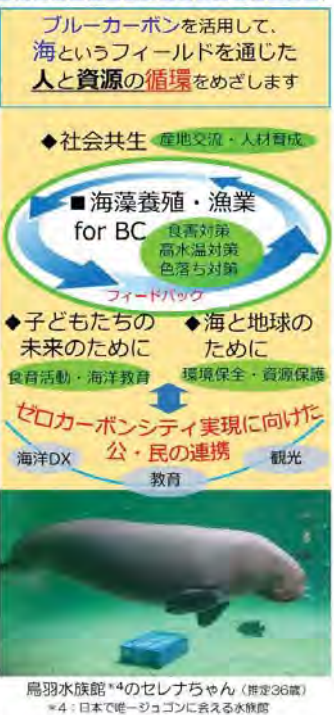 ブルーカーボンを活用して、
海というフィールドを通じた
人と資源の循環をめざします
◆社会共生 産地交流・人材育成
■海藻養殖・漁業
for BC 食害対策
高水温対策
色落ち対策
フィードバック
◆子どもたちの
未来のために
食育活動・海洋教育
◆海と地球の
ために
環境保全・資源保護
ゼロカーボンシティ実現に向けた
公・民の連携
海洋DX
教育
観光
鳥羽水族館*4のセレナちゃん(推定36歳)
*4:日本で唯一ジュゴンに会える水族館